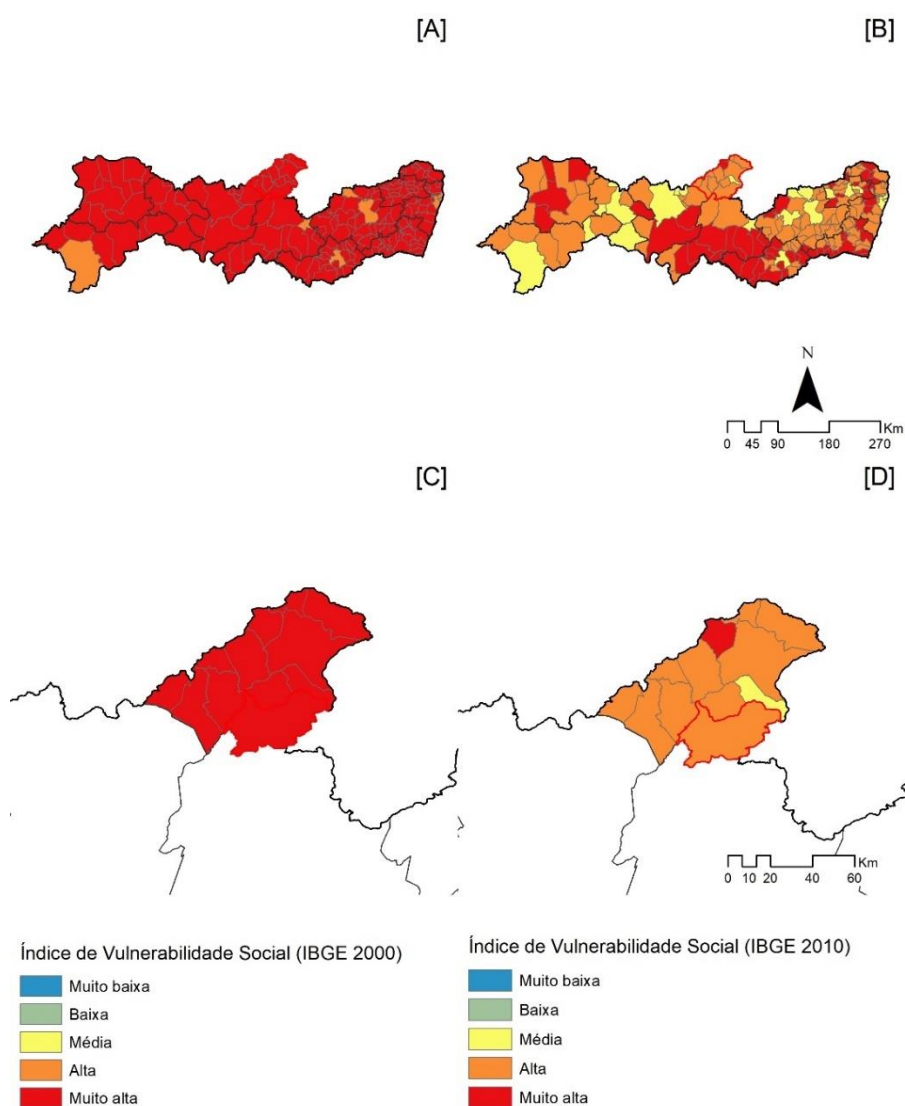 [A]
[B]
N
Km
0 45 90 180 270
[C]
[D]
Km
0 10 20 40 60
Índice de Vulnerabilidade Social (IBGE 2000)
Muito baixa
Baixa
Média
Alta
Muito alta
Índice de Vulnerabilidade Social (IBGE 2010)
Muito baixa
Baixa
Média
Alta
Muito alta